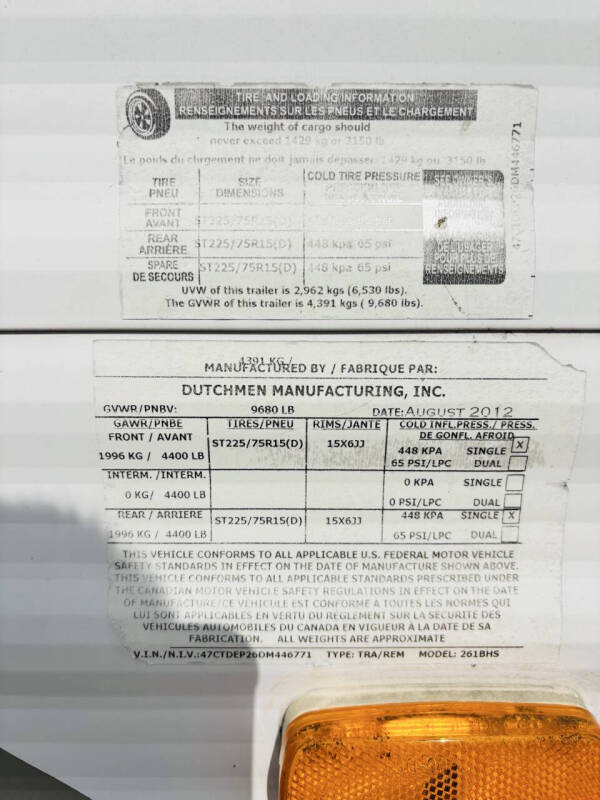 TIRE AND LOADING INFORMATION
RENSEIGNEMENTS SUR LES PNEUS ET LE CHARGEMENT
The weight of cargo should
never exceed 1429 kg or 3150 lb
Le poids du chrgement ne doit jamais depasser 1429 kg ou 3150 lb
TIRE PNEU SIZE DIMENSIONS COLD TIRE PRESSURE SEE OWNER'S
FRONT AVANT ST225/75R15(D)
REAR ARRIÈRE ST225/75R15(D) 448 kpa 65 psi
SPARE DE SECOURS ST225/75R15(D) 448 kpa 65 psi
DE L'USAGER
POUR PLUS DE
RENSEIGNEMENTS
UVW of this trailer is 2,962 kgs (6,530 lbs).
The GVWR of this trailer is 4,391 kgs ( 9,680 lbs).
DM446771
4391 KG /
MANUFACTURED BY / FABRIQUE PAR:
DUTCHMEN MANUFACTURING, INC.
GVWR/PNBV: 9680 LB DATE: AUGUST 2012
GAWR/PNBE TIRES/PNEU RIMS/JANTE COLD INFL.PRESS./ PRESS.
DE GONFL. AFROID
FRONT / AVANT ST225/75R15(D) 15X6JJ 448 KPA SINGLE X
1996 KG / 4400 LB 65 PSI/LPC DUAL
INTERM. /INTERM. 0 KPA SINGLE
0 KG/ 4400 LB 0 PSI/LPC DUAL
REAR / ARRIERE ST225/75R15(D) 15X6JJ 448 KPA SINGLE X
1996 KG / 4400 LB 65 PSI/LPC DUAL
THIS VEHICLE CONFORMS TO ALL APPLICABLE U.S. FEDERAL MOTOR VEHICLE
SAFETY STANDARDS IN EFFECT ON THE DATE OF MANUFACTURE SHOWN ABOVE.
THIS VEHICLE CONFORMS TO ALL APPLICABLE STANDARDS PRESCRIBED UNDER
THE CANADIAN MOTOR VEHICLE SAFETY REGULATIONS IN EFFECT ON THE DATE
OF MANUFACTURE/CE VEHICULE EST CONFORME A TOUTES LES NORMES QUI
LUI SONT APPLICABLES EN VERTU DU REGLEMENT SUR LA SECURITE DES
VEHICULES AUTOMOBILES DU CANADA EN VIGUEUR À LA DATE DE SA
FABRICATION. ALL WEIGHTS ARE APPROXIMATE
V.I.N./N.I.V.:47CTDEP26DM446771 TYPE: TRA/REM MODEL: 261BHS